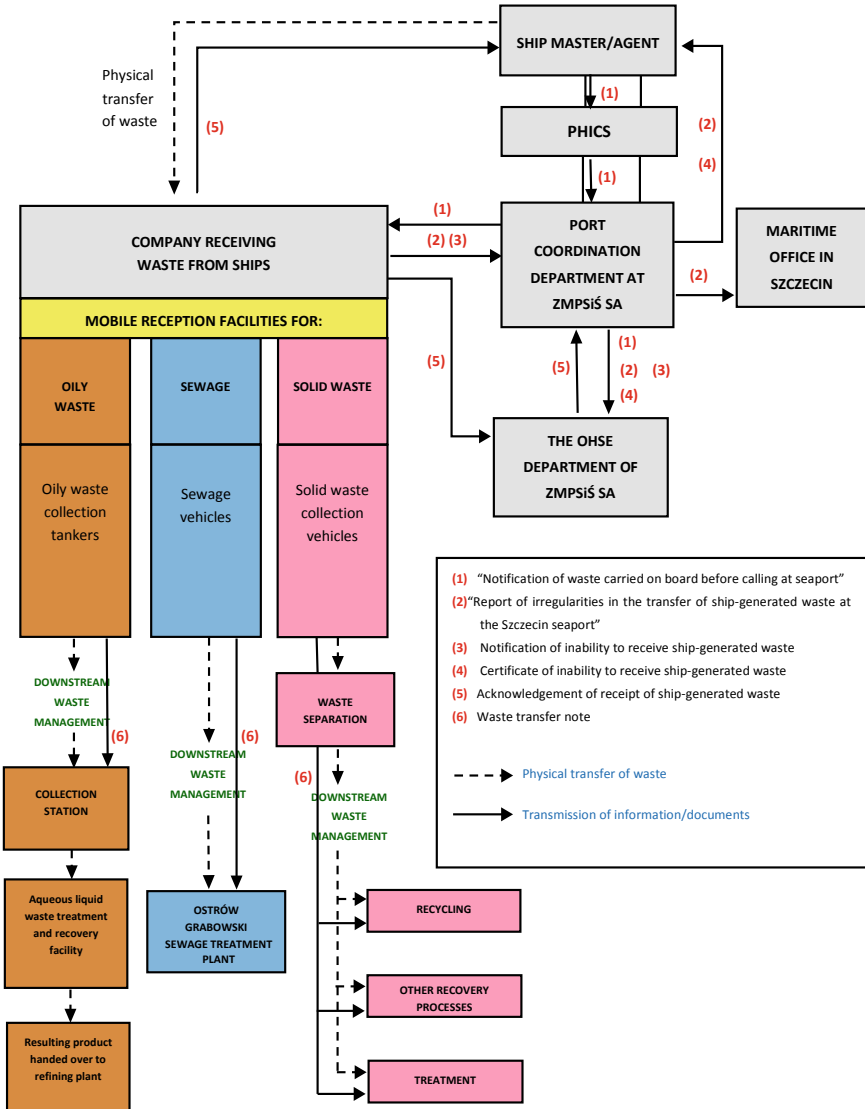 SHIP MASTER/AGENT
Physical
transfer
of waste
(5)
(1)
PHICS
(1)
(2)
(4)
COMPANY RECEIVING
WASTE FROM SHIPS
(1)
(2) (3)
PORT
COORDINATION
DEPARTMENT AT
ZMPSiŚ SA
(2)
MARITIME
OFFICE IN
SZCZECIN
MOBILE RECEPTION FACILITIES FOR:
(5)
(5)
(1)
(2) (3)
(4)
OILY
WASTE
SEWAGE
SOLID WASTE
THE OHSE
DEPARTMENT OF
ZMPSiŚ SA
Oily waste
collection
tankers
Sewage
vehicles
Solid waste
collection
vehicles
(1) “Notification of waste carried on board before calling at seaport”
(2)“Report of irregularities in the transfer of ship-generated waste at
the Szczecin seaport”
(3) Notification of inability to receive ship-generated waste
(4) Certificate of inability to receive ship-generated waste
(5) Acknowledgement of receipt of ship-generated waste
(6) Waste transfer note
Physical transfer of waste
Transmission of information/documents
DOWNSTREAM
WASTE
MANAGEMENT
(6)
DOWNSTREAM
WASTE
MANAGEMENT
(6)
WASTE
SEPARATION
(6)
DOWNSTREAM
WASTE
MANAGEMENT
COLLECTION
STATION
Aqueous liquid
waste treatment
and recovery
facility
Resulting product
handed over to
refining plant
OSTRÓW
GRABOWSKI
SEWAGE TREATMENT
PLANT
RECYCLING
OTHER RECOVERY
PROCESSES
TREATMENT